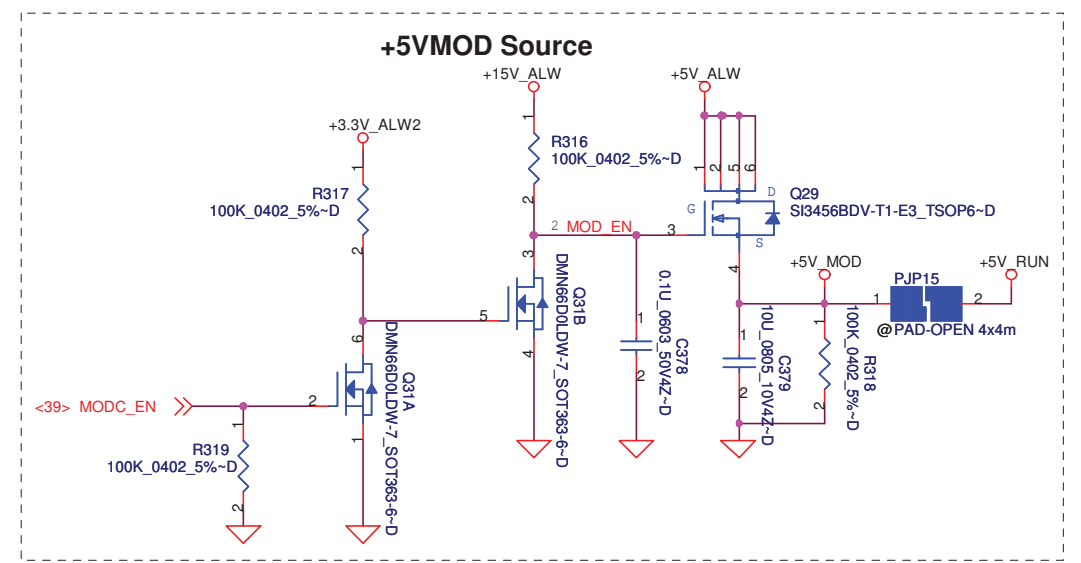 +5VMOD Source
+15V_ALW
+5V_ALW
+3.3V_ALW2
1
R316
100K_0402_5%~D
2
1
R317
100K_0402_5%~D
2
1
2
5
6
D
Q29
SI3456BDV-T1-E3_TSOP6~D
G
S
2 MOD_EN
3
4
3
Q31B
DMN66D0LDW-7_SOT363-6~D
5
4
1
C378
0.1U_0603_50V4Z~D
2
+5V_MOD
+5V_RUN
PJP15
1
2
@PAD-OPEN 4x4m
1
C379
10U_0805_10V4Z~D
2
1
R318
100K_0402_5%~D
2
6
Q31A
DMN66D0LDW-7_SOT363-6~D
2
1
<39> MODC_EN
1
R319
100K_0402_5%~D
2